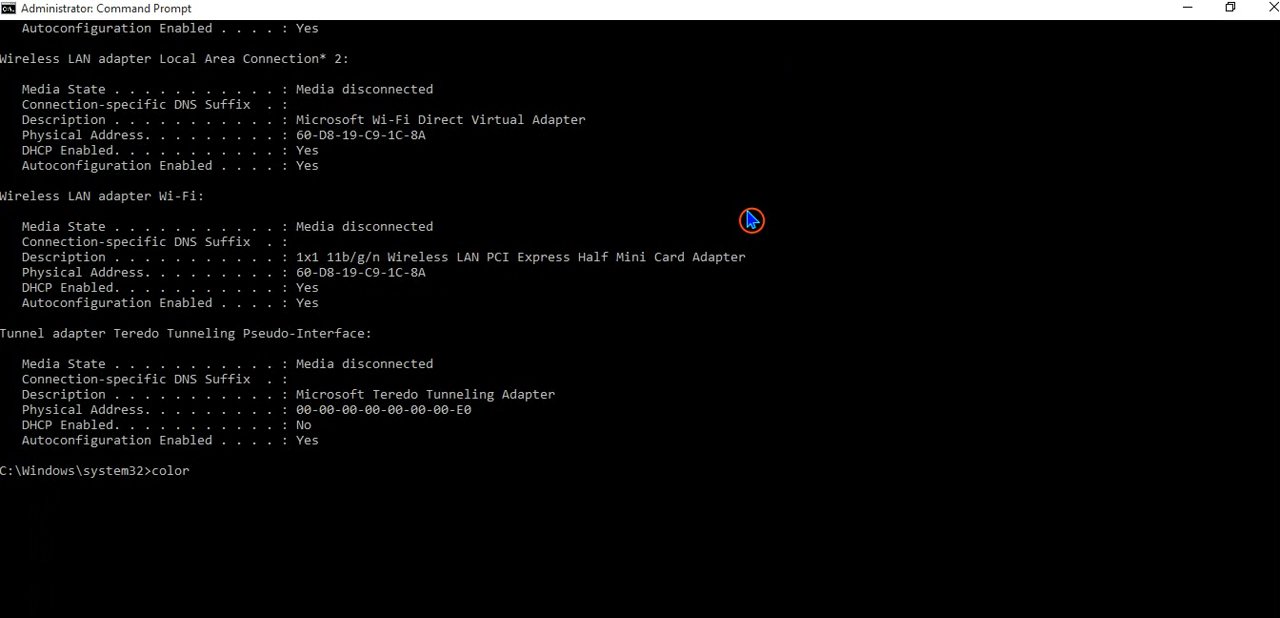 Administrator: Command Prompt
Autoconfiguration Enabled . . . . : Yes
Wireless LAN adapter Local Area Connection* 2:
Media State . . . . . . . . . . . : Media disconnected
Connection-specific DNS Suffix . :
Description . . . . . . . . . . . : Microsoft Wi-Fi Direct Virtual Adapter
Physical Address. . . . . . . . . : 60-D8-19-C9-1C-8A
DHCP Enabled. . . . . . . . . . . : Yes
Autoconfiguration Enabled . . . . : Yes
Wireless LAN adapter Wi-Fi:
Media State . . . . . . . . . . . : Media disconnected
Connection-specific DNS Suffix . :
Description . . . . . . . . . . . : 1x1 11b/g/n Wireless LAN PCI Express Half Mini Card Adapter
Physical Address. . . . . . . . . : 60-D8-19-C9-1C-8A
DHCP Enabled. . . . . . . . . . . : Yes
Autoconfiguration Enabled . . . . : Yes
Tunnel adapter Teredo Tunneling Pseudo-Interface:
Media State . . . . . . . . . . . : Media disconnected
Connection-specific DNS Suffix . :
Description . . . . . . . . . . . : Microsoft Teredo Tunneling Adapter
Physical Address. . . . . . . . . : 00-00-00-00-00-00-00-E0
DHCP Enabled. . . . . . . . . . . : No
Autoconfiguration Enabled . . . . : Yes
C:\Windows\system32>color